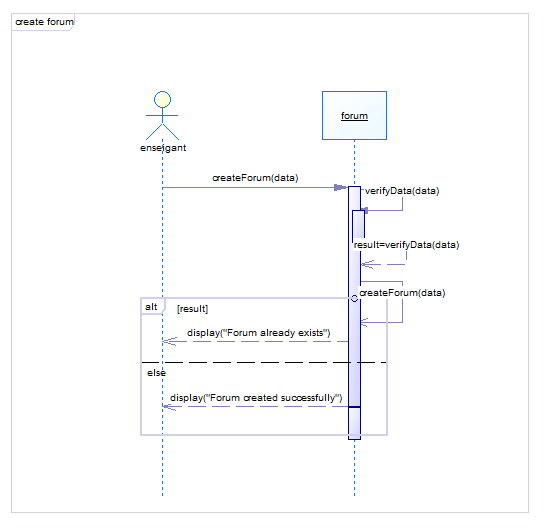 create forum
forum
enseigant
createForum(data)
verifyData(data)
result=verifyData(data)
createForum(data)
alt
[result]
display("Forum already exists")
else
display("Forum created successfully")